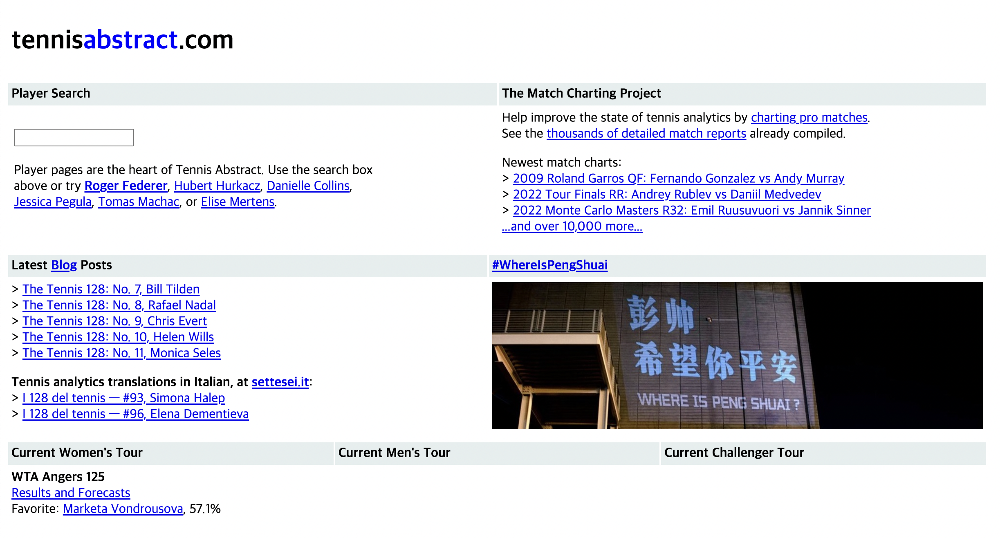 tennisabstract.com
Player Search
Player pages are the heart of Tennis Abstract. Use the search box
above or try Roger Federer, Hubert Hurkacz, Danielle Collins,
Jessica Pegula, Tomas Machac, or Elise Mertens.
The Match Charting Project
Help improve the state of tennis analytics by charting pro matches.
See the thousands of detailed match reports already compiled.
Newest match charts:
> 2009 Roland Garros QF: Fernando Gonzalez vs Andy Murray
> 2022 Tour Finals RR: Andrey Rublev vs Daniil Medvedev
> 2022 Monte Carlo Masters R32: Emil Ruusuvuori vs Jannik Sinner
...and over 10,000 more...
Latest Blog Posts
> The Tennis 128: No. 7, Bill Tilden
> The Tennis 128: No. 8, Rafael Nadal
> The Tennis 128: No. 9, Chris Evert
> The Tennis 128: No. 10, Helen Wills
> The Tennis 128: No. 11, Monica Seles
Tennis analytics translations in Italian, at settesei.it:
> I 128 del tennis — #93, Simona Halep
> I 128 del tennis — #96, Elena Dementieva
#WhereIsPengShuai
彭帅
希望你平安
WHERE IS PENG SHUAI ?
Current Women's Tour
WTA Angers 125
Results and Forecasts
Favorite: Marketa Vondrousova, 57.1%
Current Men's Tour
Current Challenger Tour